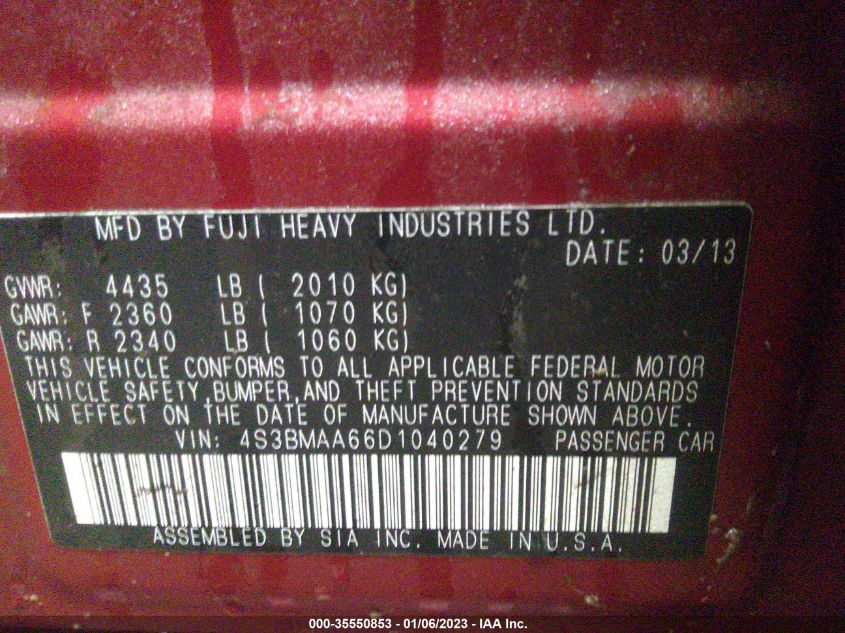 MFD BY FUJI HEAVY INDUSTRIES LTD.
DATE: 03/13
GVWR: 4435 LB ( 2010 KG)
GAWR: F 2360 LB ( 1070 KG)
GAWR: R 2340 LB ( 1060 KG)
THIS VEHICLE CONFORMS TO ALL APPLICABLE FEDERAL MOTOR
VEHICLE SAFETY,BUMPER,AND THEFT PREVENTION STANDARDS
IN EFFECT ON THE DATE OF MANUFACTURE SHOWN ABOVE.
VIN: 4S3BMAA66D1040279 PASSENGER CAR
ASSEMBLED BY SIA INC. MADE IN U.S.A.
000-35550853 - 01/06/2023 - IAA Inc.